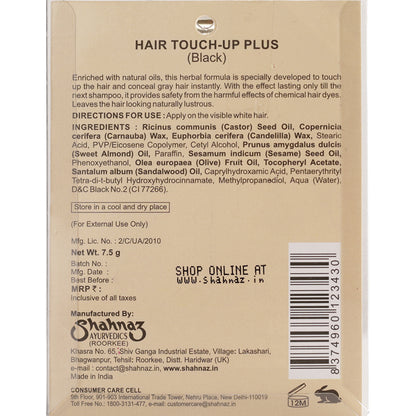 HAIR TOUCH-UP PLUS
(Black)
Enriched with natural oils, this herbal formula is specially developed to touch
up the hair and conceal gray hair instantly. With the effect lasting only till the
next shampoo, it provides safety from the harmful effects of chemical hair dyes.
Leaves the hair looking naturally lustrous.
DIRECTIONS FOR USE: Apply on the visible white hair.
INGREDIENTS : Ricinus communis (Castor) Seed Oil, Copernicia
cerifera (Carnauba) Wax, Euphorbia cerifera (Candelilla) Wax, Stearic
Acid, PVP/Eicosene Copolymer, Cetyl Alcohol, Prunus amygdalus dulcis
(Sweet Almond) Oil, Paraffin, Sesamum indicum (Sesame) Seed Oil,
Phenoxyethanol, Olea europaea (Olive) Fruit Oil, Tocopheryl Acetate,
Santalum album (Sandalwood) Oil, Caprylhydroxamic Acid, Pentaerythrityl
Tetra-di-t-butyl Hydroxyhydrocinnamate, Methylpropanediol, Aqua (Water),
D&C Black No.2 (CI 77266).
Store in a cool and dry place
(For External Use Only)
Mfg. Lic. No. : 2/C/UA/2010
Net Wt. 7.5 g
Batch No. :
Mfg. Date :
Best Before :
MRP ₹ :
Inclusive of all taxes
SHOP ONLINE AT
www.Shahnaz.in
8374960123430
Manufactured By:
Shahnaz
AYURVEDICS
(ROORKEE)
Khasra No. 65, Shiv Ganga Industrial Estate, Village: Lakashari,
Bhagwanpur, Tehsil: Roorkee, Distt. Haridwar (UK)
E-mail: customercare@shahnaz.in, www.shahnaz.in
Made in India
CONSUMER CARE CELL
9th Floor, 901-903 International Trade Tower, Nehru Place, New Delhi-110019
Toll Free No.: 1800-3131-477, e-mail: customercare@shahnaz.in
12M